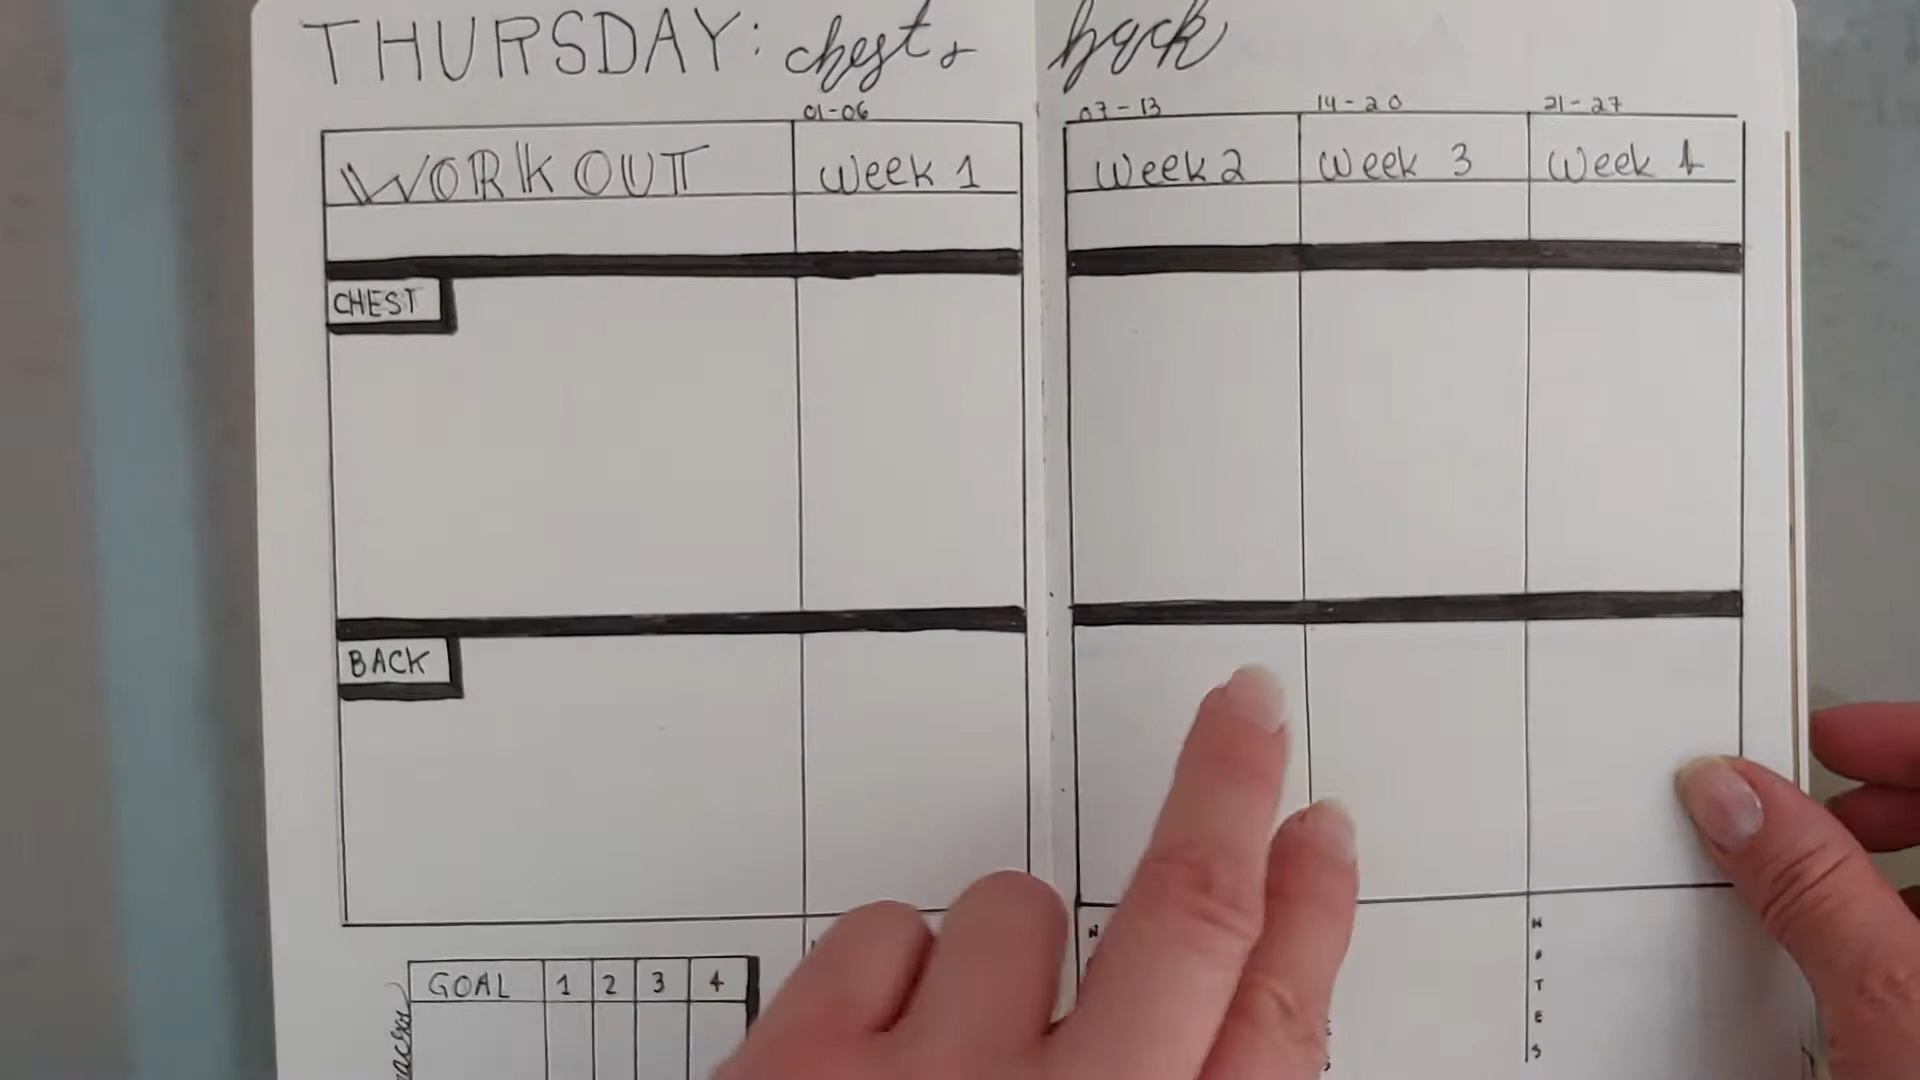 THURSDAY: chest & back
01-06 07-13 14-20 21-27
WORKOUT Week 1 Week 2 Week 3 Week 4
CHEST
BACK
GOAL 1 2 3 4
NOTES